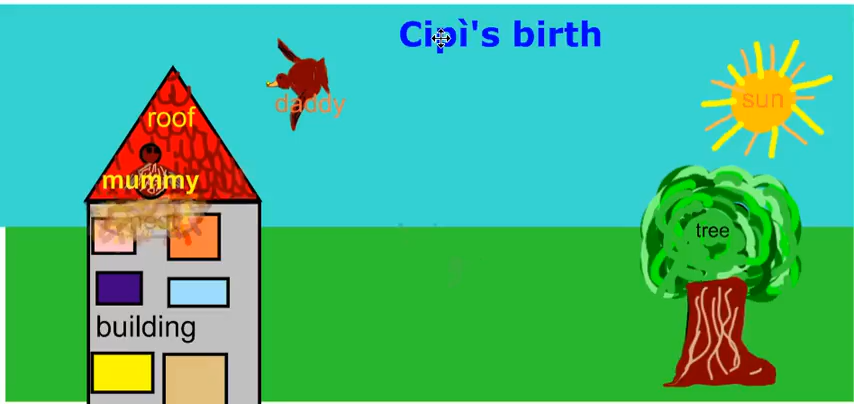 Cipì's birth
daddy
sun
roof
mummy
tree
building